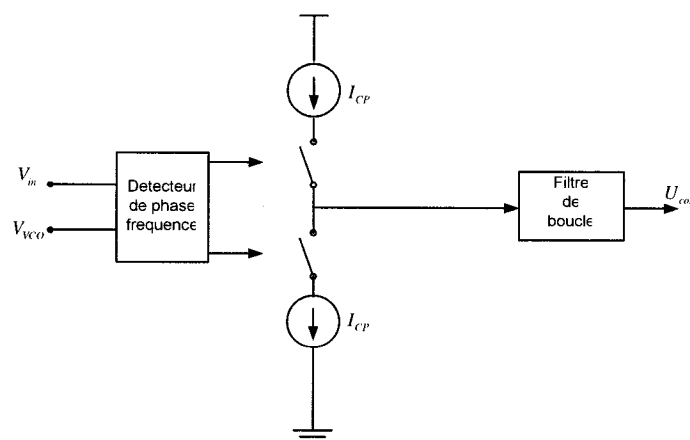 I_CP
V_in
Detecteur
de phase
frequence
V_VCO
Filtre
de
boucle
U_co
I_CP